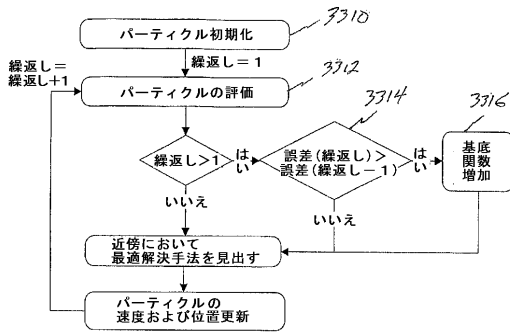 パーティクル初期化
3310
繰返し=
繰返し+1
繰返し=1
3312
パーティクルの評価
3314
3316
繰返し>1
はい
誤差(繰返し)>
誤差(繰返し-1)
はい
基底
関数
増加
いいえ
いいえ
近傍において
最適解決手法を見出す
パーティクルの
速度および位置更新